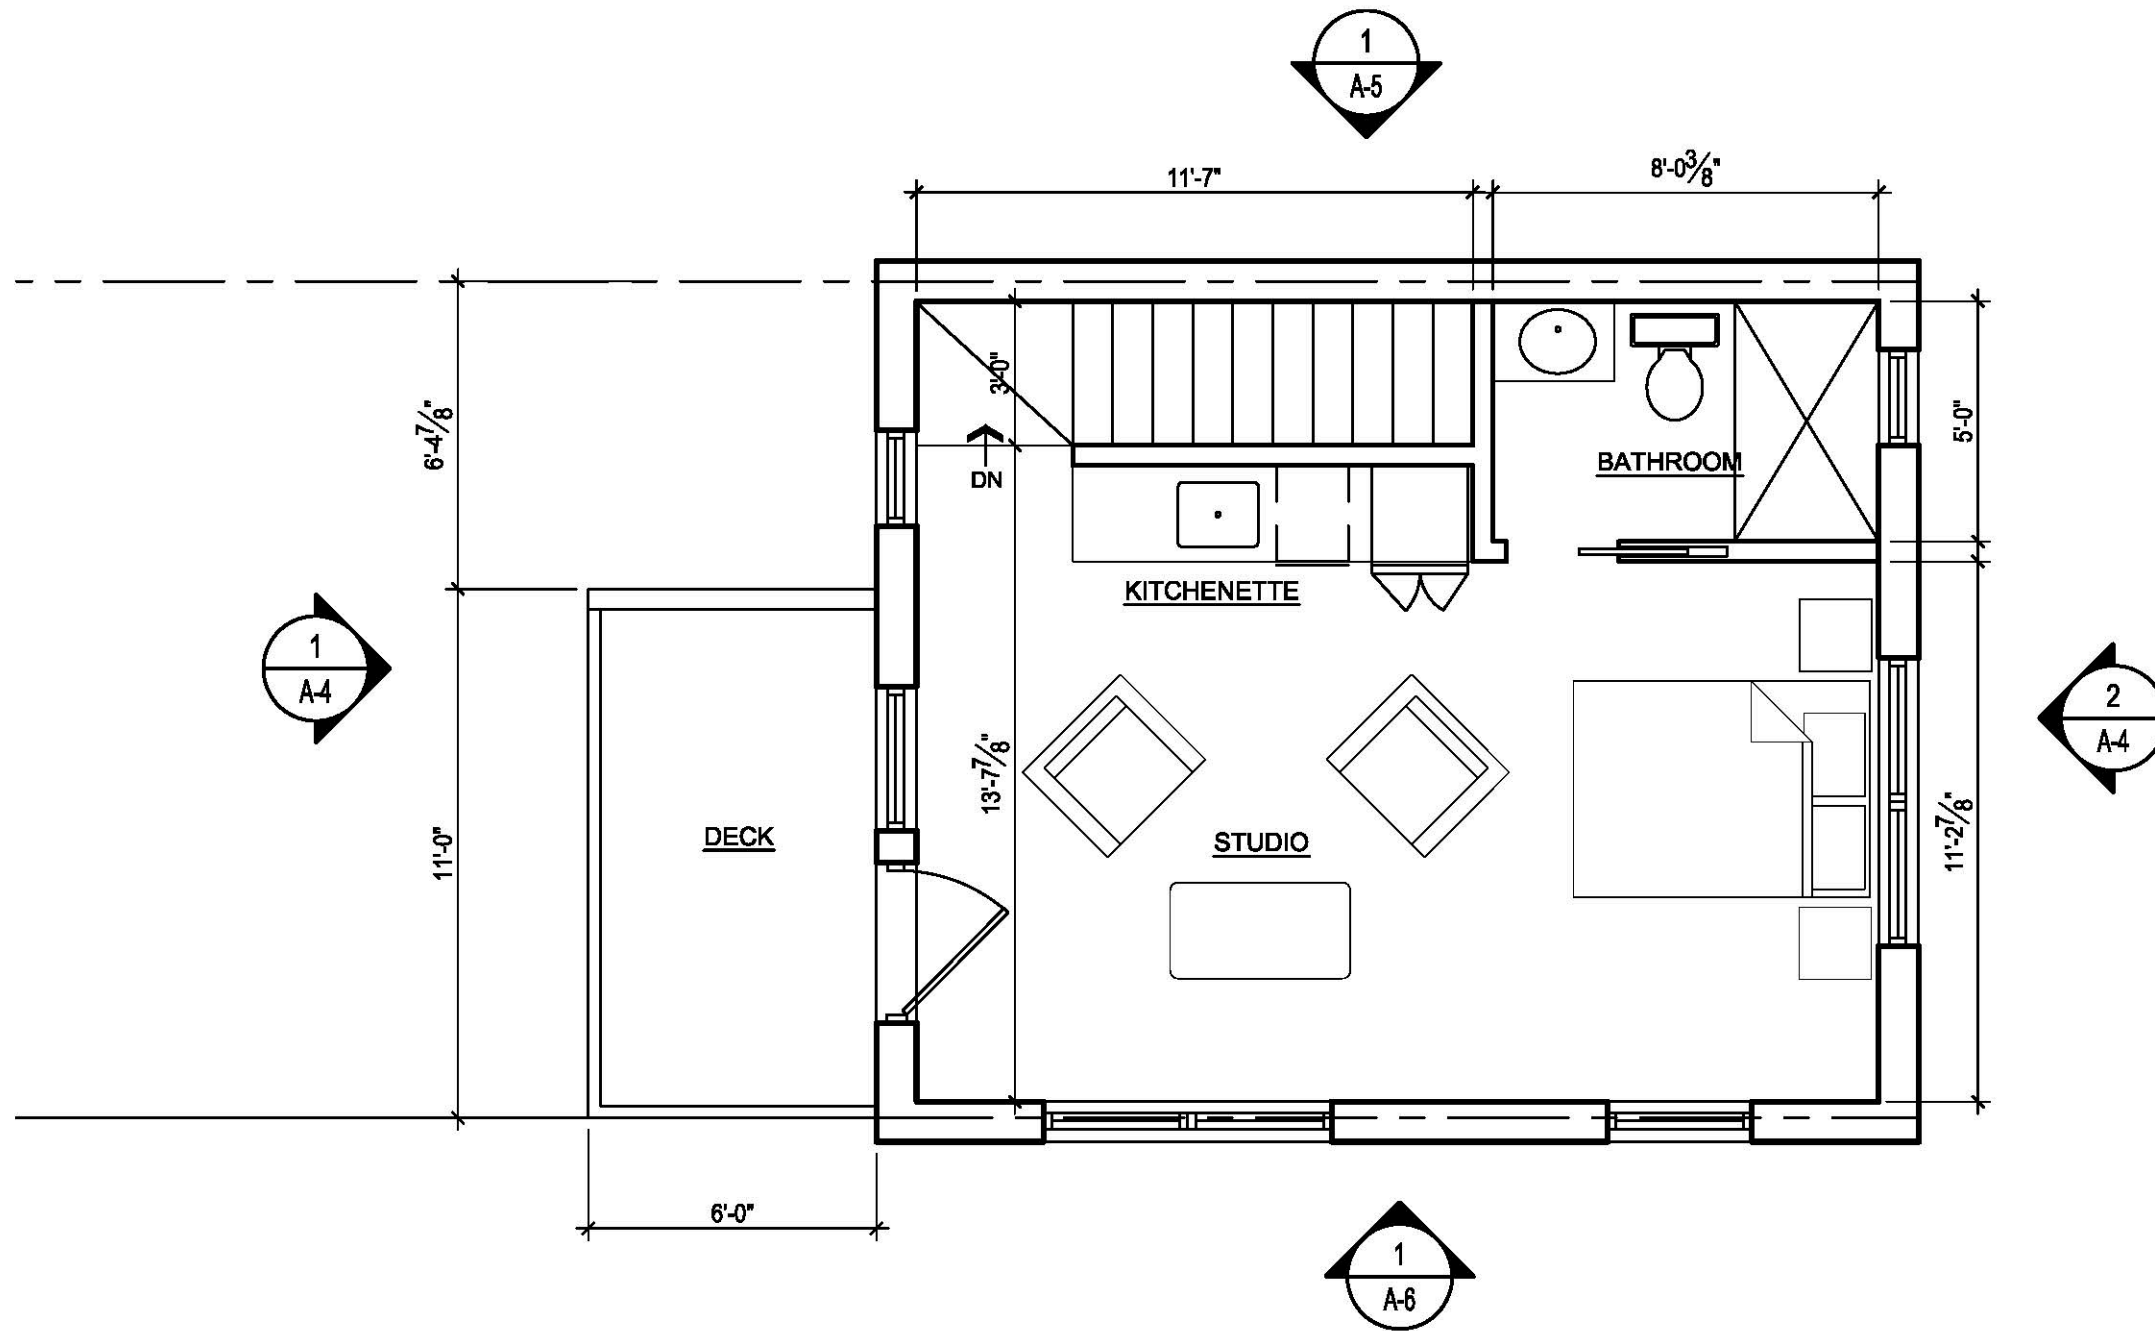 1
A-5
11'-7"
8'-0 3/8"
3'-0"
6'-4 7/8"
5'-0"
BATHROOM
DN
KITCHENETTE
1
A-4
2
A-4
13'-7 7/8"
11'-2 7/8"
DECK
STUDIO
11'-0"
6'-0"
1
A-6